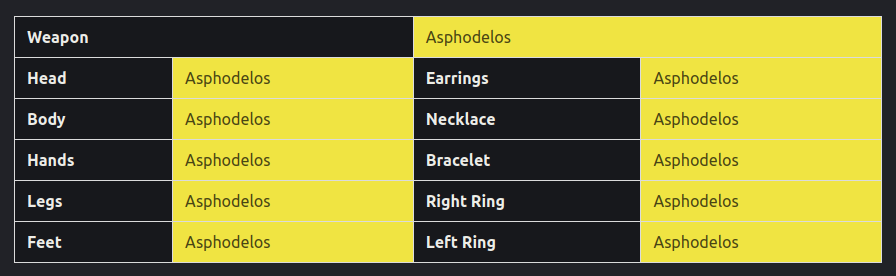 Weapon Asphodelos
Head Asphodelos Earrings Asphodelos
Body Asphodelos Necklace Asphodelos
Hands Asphodelos Bracelet Asphodelos
Legs Asphodelos Right Ring Asphodelos
Feet Asphodelos Left Ring Asphodelos